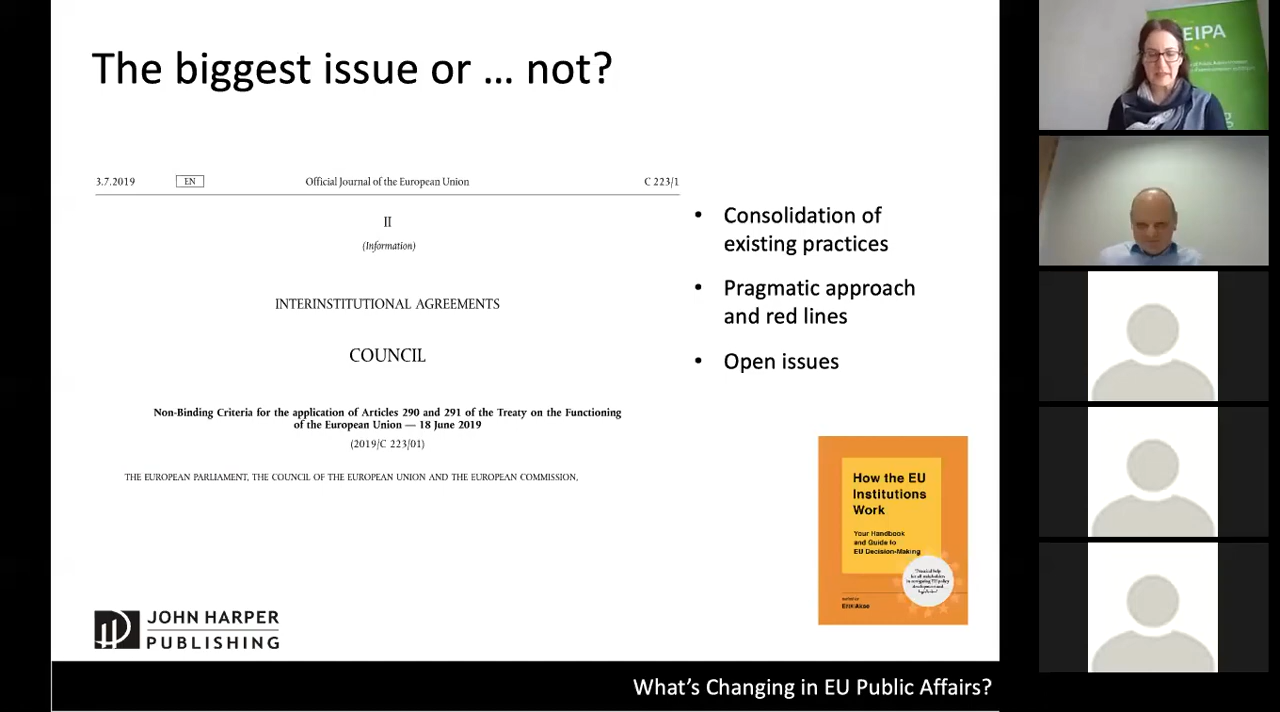 The biggest issue or ... not?
3.7.2019 EN Official Journal of the European Union C 223/1
II
(Information)
INTERINSTITUTIONAL AGREEMENTS
COUNCIL
Non-Binding Criteria for the application of Articles 290 and 291 of the Treaty on the Functioning
of the European Union — 18 June 2019
(2019/C 223/01)
THE EUROPEAN PARLIAMENT, THE COUNCIL OF THE EUROPEAN UNION AND THE EUROPEAN COMMISSION,
• Consolidation of
existing practices
• Pragmatic approach
and red lines
• Open issues
How the EU
Institutions
Work
Your Handbook
and Guide to
EU Decision-Making
JOHN HARPER
PUBLISHING
What's Changing in EU Public Affairs?
EIPA